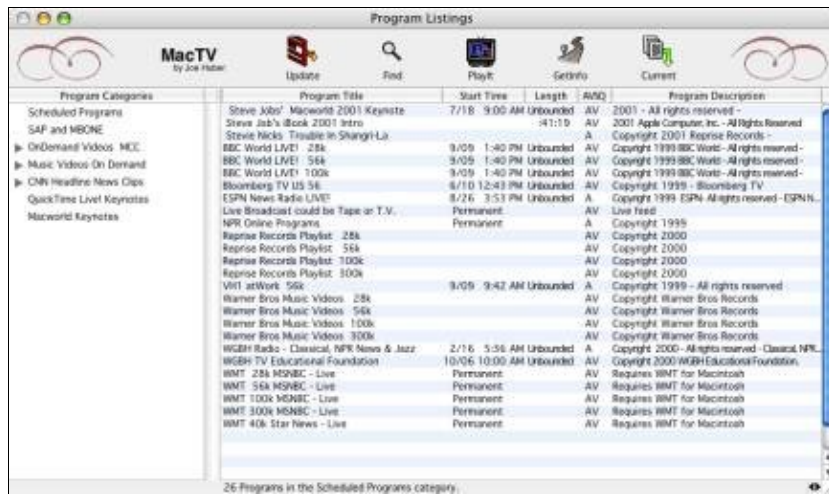 Program Listings
MacTV
by Joe Huber
Update Find PlayIt GetInfo Current
Program Categories
Scheduled Programs
SAP and MBONE
OnDemand Videos MCC
Music Videos On Demand
CNN Headline News Clips
QuickTime Live! Keynotes
Macworld Keynotes
Program Title Start Time Length AVSQ Program Description
Steve Jobs' Macworld 2001 Keynote 7/18 9:00 AM Unbounded AV 2001 - All rights reserved -
Steve Job's iBook 2001 Intro :41:19 AV 2001 Apple Computer, Inc. - All Rights Reserved
Stevie Nicks Trouble in Shangri-La A Copyright 2001 Reprise Records -
BBC World LIVE! 28k 9/09 1:40 PM Unbounded AV Copyright 1999 BBC World - All rights reserved -
BBC World LIVE! 56k 9/09 1:40 PM Unbounded AV Copyright 1999 BBC World - All rights reserved -
BBC World LIVE! 100k 9/09 1:40 PM Unbounded AV Copyright 1999 BBC World - All rights reserved -
Bloomberg TV US 56 6/10 12:43 PM Unbounded AV Copyright 1999 - Bloomberg TV
ESPN News Radio LIVE! 8/26 3:53 PM Unbounded A Copyright 1999 ESPN- All rights reserved - ESPN N...
Live Broadcast could be Tape or T.V. Permanent AV Live feed
NPR Online Programs Permanent A Copyright 1999
Reprise Records Playlist 28k AV Copyright 2000
Reprise Records Playlist 56k AV Copyright 2000
Reprise Records Playlist 100k AV Copyright 2000
Reprise Records Playlist 300k AV Copyright 2000
VH1 atWork 56k 9/09 9:42 AM Unbounded A Copyright 1999 - All rights reserved
Warner Bros Music Videos 28k AV Copyright Warner Bros Records
Warner Bros Music Videos 56k AV Copyright Warner Bros Records
Warner Bros Music Videos 100k AV Copyright Warner Bros Records
Warner Bros Music Videos 300k AV Copyright Warner Bros Records
WGBH Radio - Classical, NPR News & Jazz 2/16 5:36 AM Unbounded A Copyright 2000 - All rights reserved - Classical, NPR...
WGBH TV Educational Foundation 10/06 10:00 AM Unbounded AV Copyright 2000 WGBH Educational Foundation.
WMT 28k MSNBC - Live Permanent AV Requires WMT for Macintosh
WMT 56k MSNBC - Live Permanent AV Requires WMT for Macintosh
WMT 100k MSNBC - Live Permanent AV Requires WMT for Macintosh
WMT 300k MSNBC - Live Permanent AV Requires WMT for Macintosh
WMT 40k Star News - Live Permanent AV Requires WMT for Macintosh
26 Programs in the Scheduled Programs category.